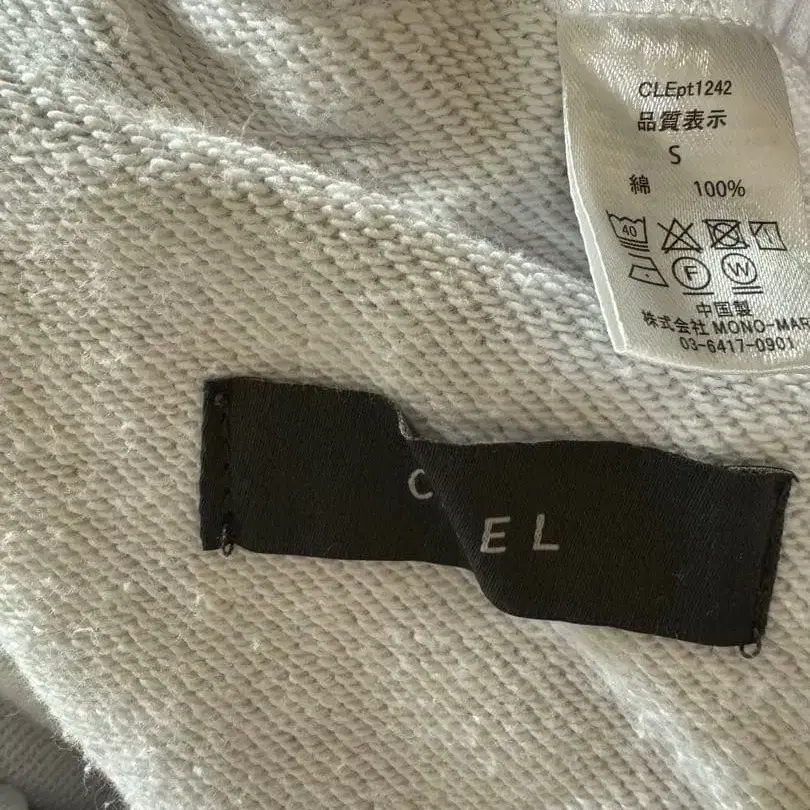 CLEpt1242
品質表示
S
綿 100%
40
F W
中国製
株式会社 MONO-MAR
03-6417-0901
C
EL